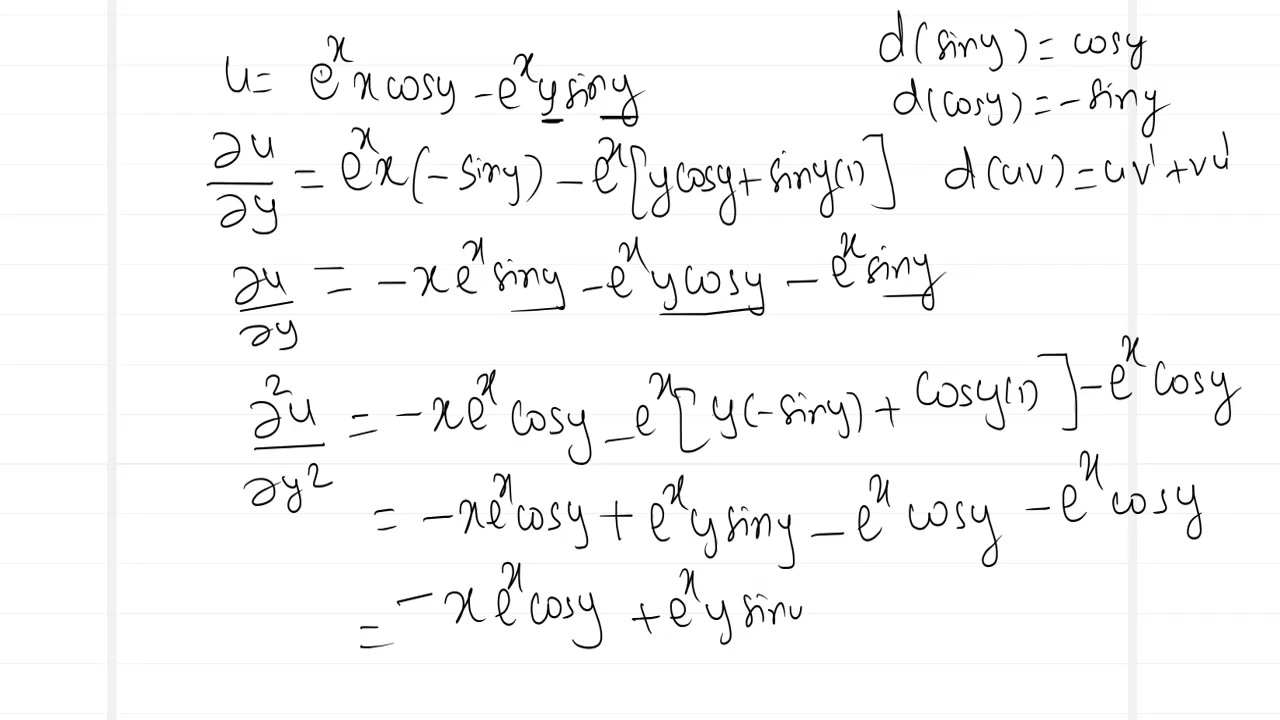 u = e^x x cosy - e^x y siny
d(siny) = cosy
d(cosy) = -siny
∂u/∂y = e^x x(-siny) - e^x [y cosy + siny(1)]
d(uv) = uv' + vu'
∂u/∂y = -x e^x siny - e^x y cosy - e^x siny
∂²u/∂y² = -x e^x cosy - e^x [y(-siny) + cosy(1)] - e^x cosy
= -x e^x cosy + e^x y siny - e^x cosy - e^x cosy
= -x e^x cosy + e^x y sin